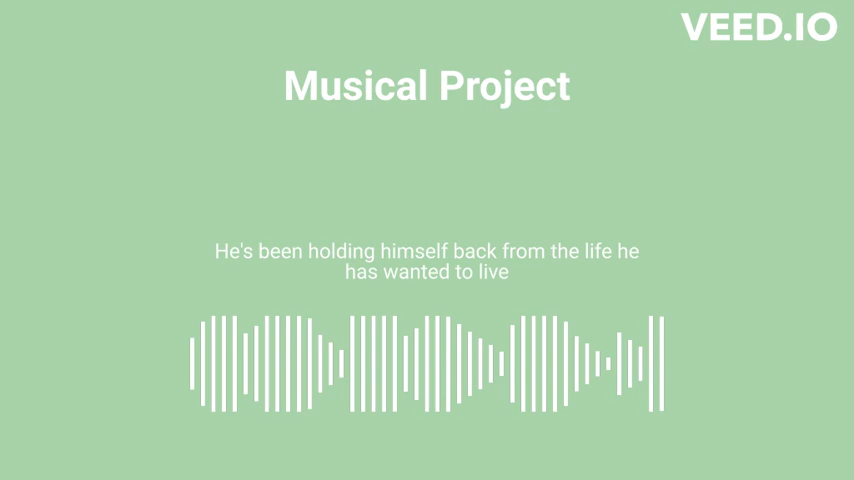 VEED.IO
Musical Project
He's been holding himself back from the life he
has wanted to live